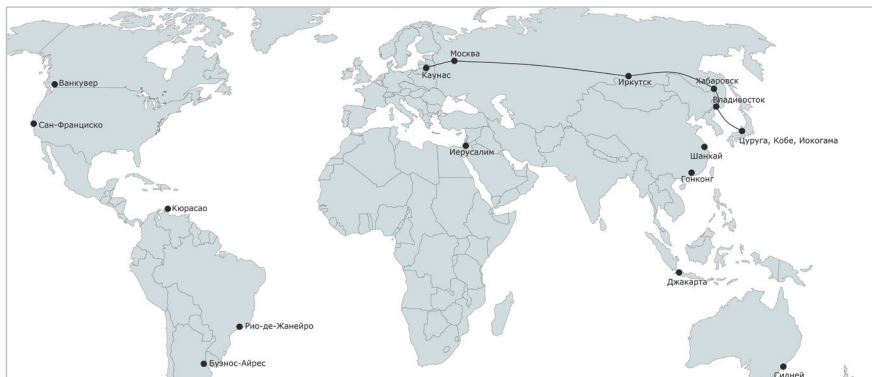 Москва
Каунас
Иркутск
Хабаровск
Ванкувер
Владивосток
Сан-Франциско
Цуруга, Кобе, Иокогама
Иерусалим
Шанхай
Гонконг
Кюрасао
Джакарта
Рио-де-Жанейро
Буэнос-Айрес
Сидней